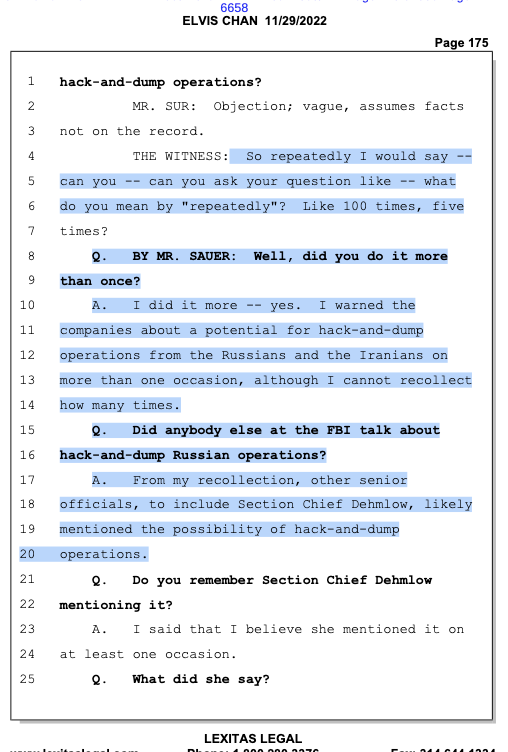 6658
ELVIS CHAN 11/29/2022
Page 175
1 hack-and-dump operations?
2 MR. SUR: Objection; vague, assumes facts
3 not on the record.
4 THE WITNESS: So repeatedly I would say --
5 can you -- can you ask your question like -- what
6 do you mean by "repeatedly"? Like 100 times, five
7 times?
8 Q. BY MR. SAUER: Well, did you do it more
9 than once?
10 A. I did it more -- yes. I warned the
11 companies about a potential for hack-and-dump
12 operations from the Russians and the Iranians on
13 more than one occasion, although I cannot recollect
14 how many times.
15 Q. Did anybody else at the FBI talk about
16 hack-and-dump Russian operations?
17 A. From my recollection, other senior
18 officials, to include Section Chief Dehmlow, likely
19 mentioned the possibility of hack-and-dump
20 operations.
21 Q. Do you remember Section Chief Dehmlow
22 mentioning it?
23 A. I said that I believe she mentioned it on
24 at least one occasion.
25 Q. What did she say?
LEXITAS LEGAL